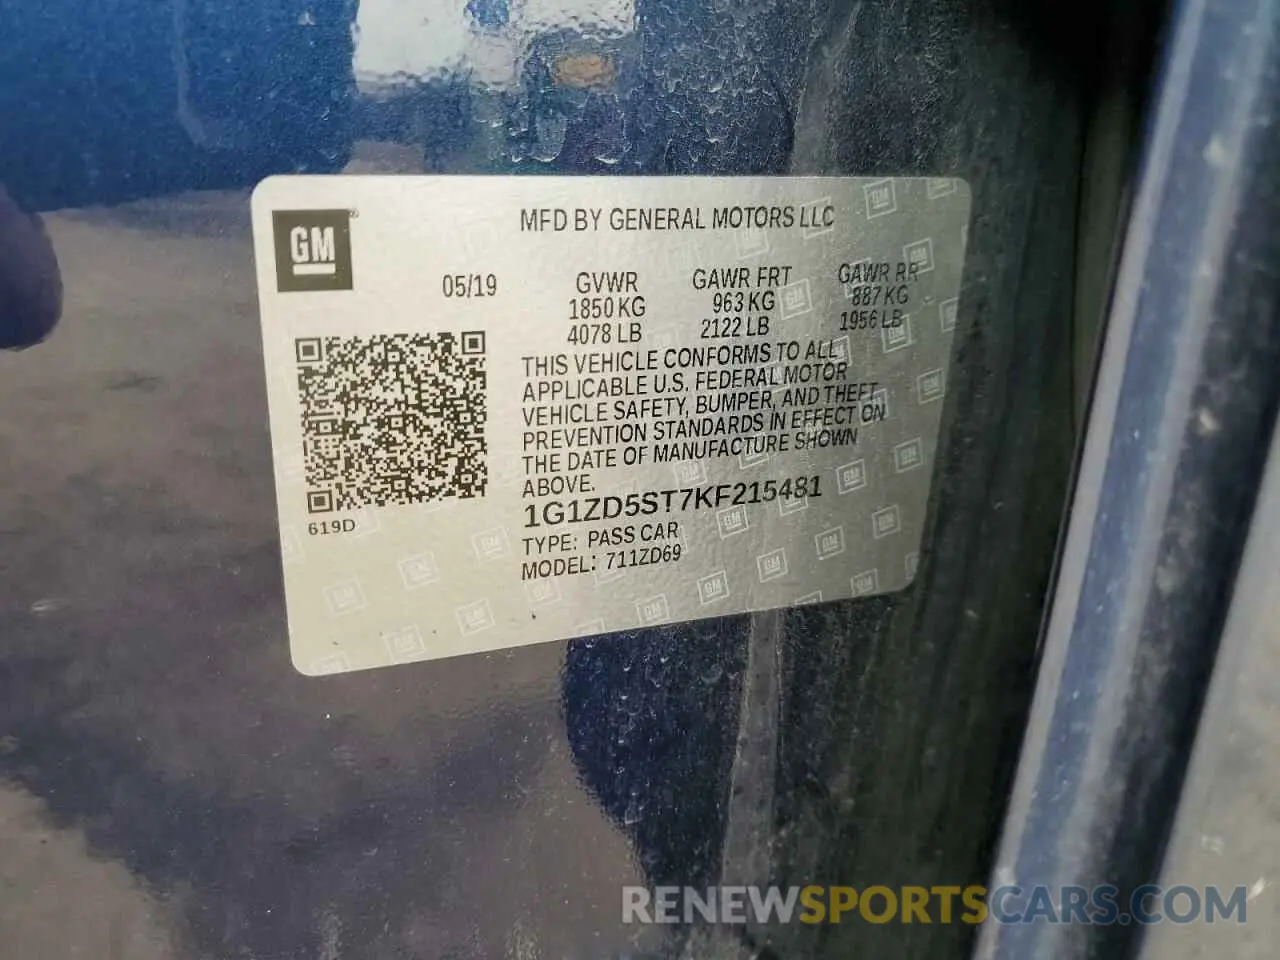 GM
MFD BY GENERAL MOTORS LLC
05/19
GVWR GAWR FRT GAWR RR
1850 KG 963 KG 887 KG
4078 LB 2122 LB 1956 LB
THIS VEHICLE CONFORMS TO ALL
APPLICABLE U.S. FEDERAL MOTOR
VEHICLE SAFETY, BUMPER, AND THEFT
PREVENTION STANDARDS IN EFFECT ON
THE DATE OF MANUFACTURE SHOWN
ABOVE.
619D
1G1ZD5ST7KF215481
TYPE: PASS CAR
MODEL: 711ZD69
RENEWSPORTSCARS.COM